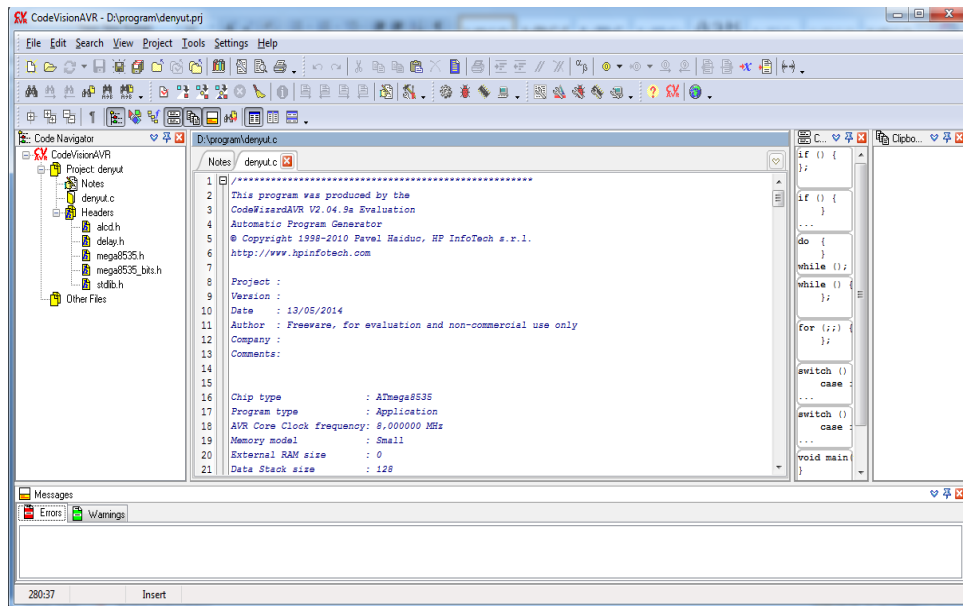 CodeVisionAVR - D:\program\denyut.prj
File Edit Search View Project Tools Settings Help
Code Navigator
CodeVisionAVR
Project: denyut
Notes
denyut.c
Headers
alcd.h
delay.h
mega8535.h
mega8535_bits.h
stdlib.h
Other Files
D:\program\denyut.c
Notes denyut.c
1 /*****************************************************
2 This program was produced by the
3 CodeWizardAVR V2.04.9a Evaluation
4 Automatic Program Generator
5 © Copyright 1998-2010 Pavel Haiduc, HP InfoTech s.r.l.
6 http://www.hpinfotech.com
7
8 Project :
9 Version :
10 Date : 13/05/2014
11 Author : Freeware, for evaluation and non-commercial use only
12 Company :
13 Comments:
14
15
16 Chip type : ATmega8535
17 Program type : Application
18 AVR Core Clock frequency: 8,000000 MHz
19 Memory model : Small
20 External RAM size : 0
21 Data Stack size : 128
C...
if () {
};
if () {
}
...
do {
}
while ();
while () {
};
for (;;) {
};
switch ()
case :
...
switch ()
case :
...
void main(
}
Clipbo...
Messages
Errors Warnings
280:37 Insert